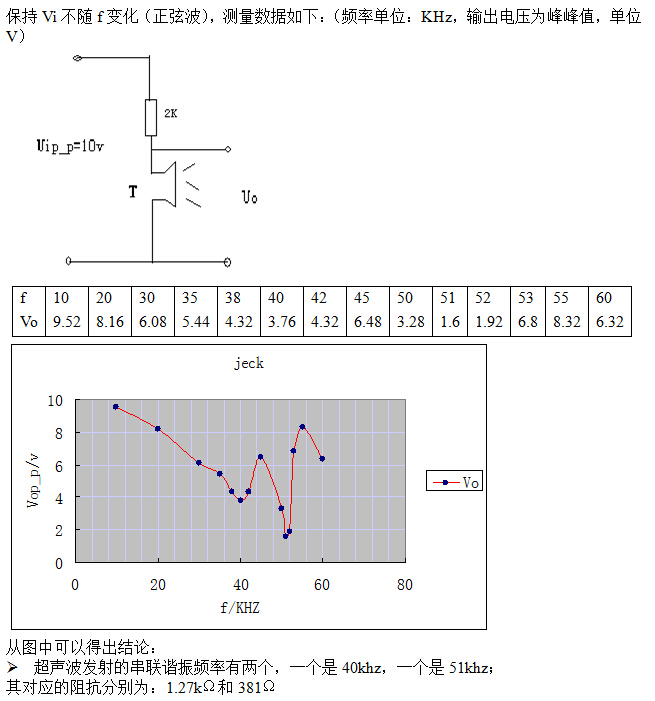 保持 Vi 不随 f 变化（正弦波），测量数据如下：（频率单位：KHz，输出电压为峰峰值，单位
V）
2K
Uip_p=10v
T
Uo
f 10 20 30 35 38 40 42 45 50 51 52 53 55 60
Vo 9.52 8.16 6.08 5.44 4.32 3.76 4.32 6.48 3.28 1.6 1.92 6.8 8.32 6.32
jeck
Vop_p/v
10
8
6
4
2
0
0 20 40 60 80
f/KHZ
Vo
从图中可以得出结论：
➢ 超声波发射的串联谐振频率有两个，一个是 40khz，一个是 51khz；
其对应的阻抗分别为：1.27kΩ和 381Ω